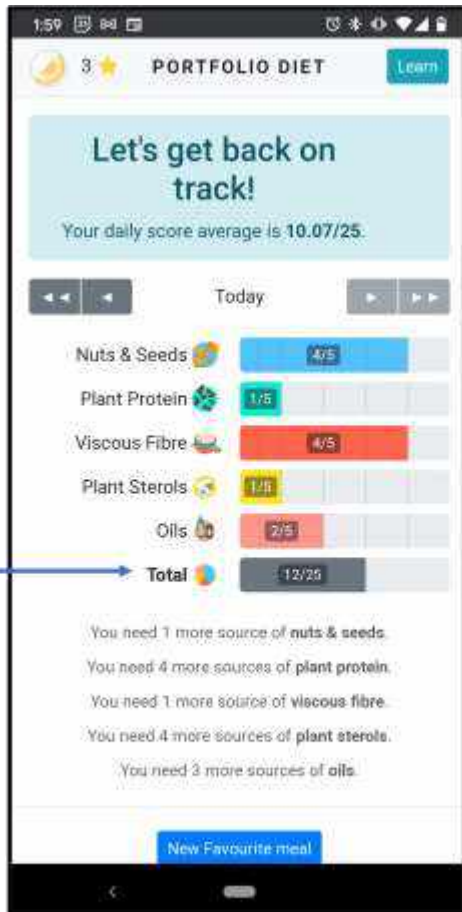 1:59
3 PORTFOLIO DIET Learn
Let's get back on
track!
Your daily score average is 10.07/25.
Today
Nuts & Seeds 4/5
Plant Protein 1/5
Viscous Fibre 4/5
Plant Sterols 1/5
Oils 2/5
Total 12/25
You need 1 more source of nuts & seeds.
You need 4 more sources of plant protein.
You need 1 more source of viscous fibre.
You need 4 more sources of plant sterols.
You need 3 more sources of oils.
New Favourite meal